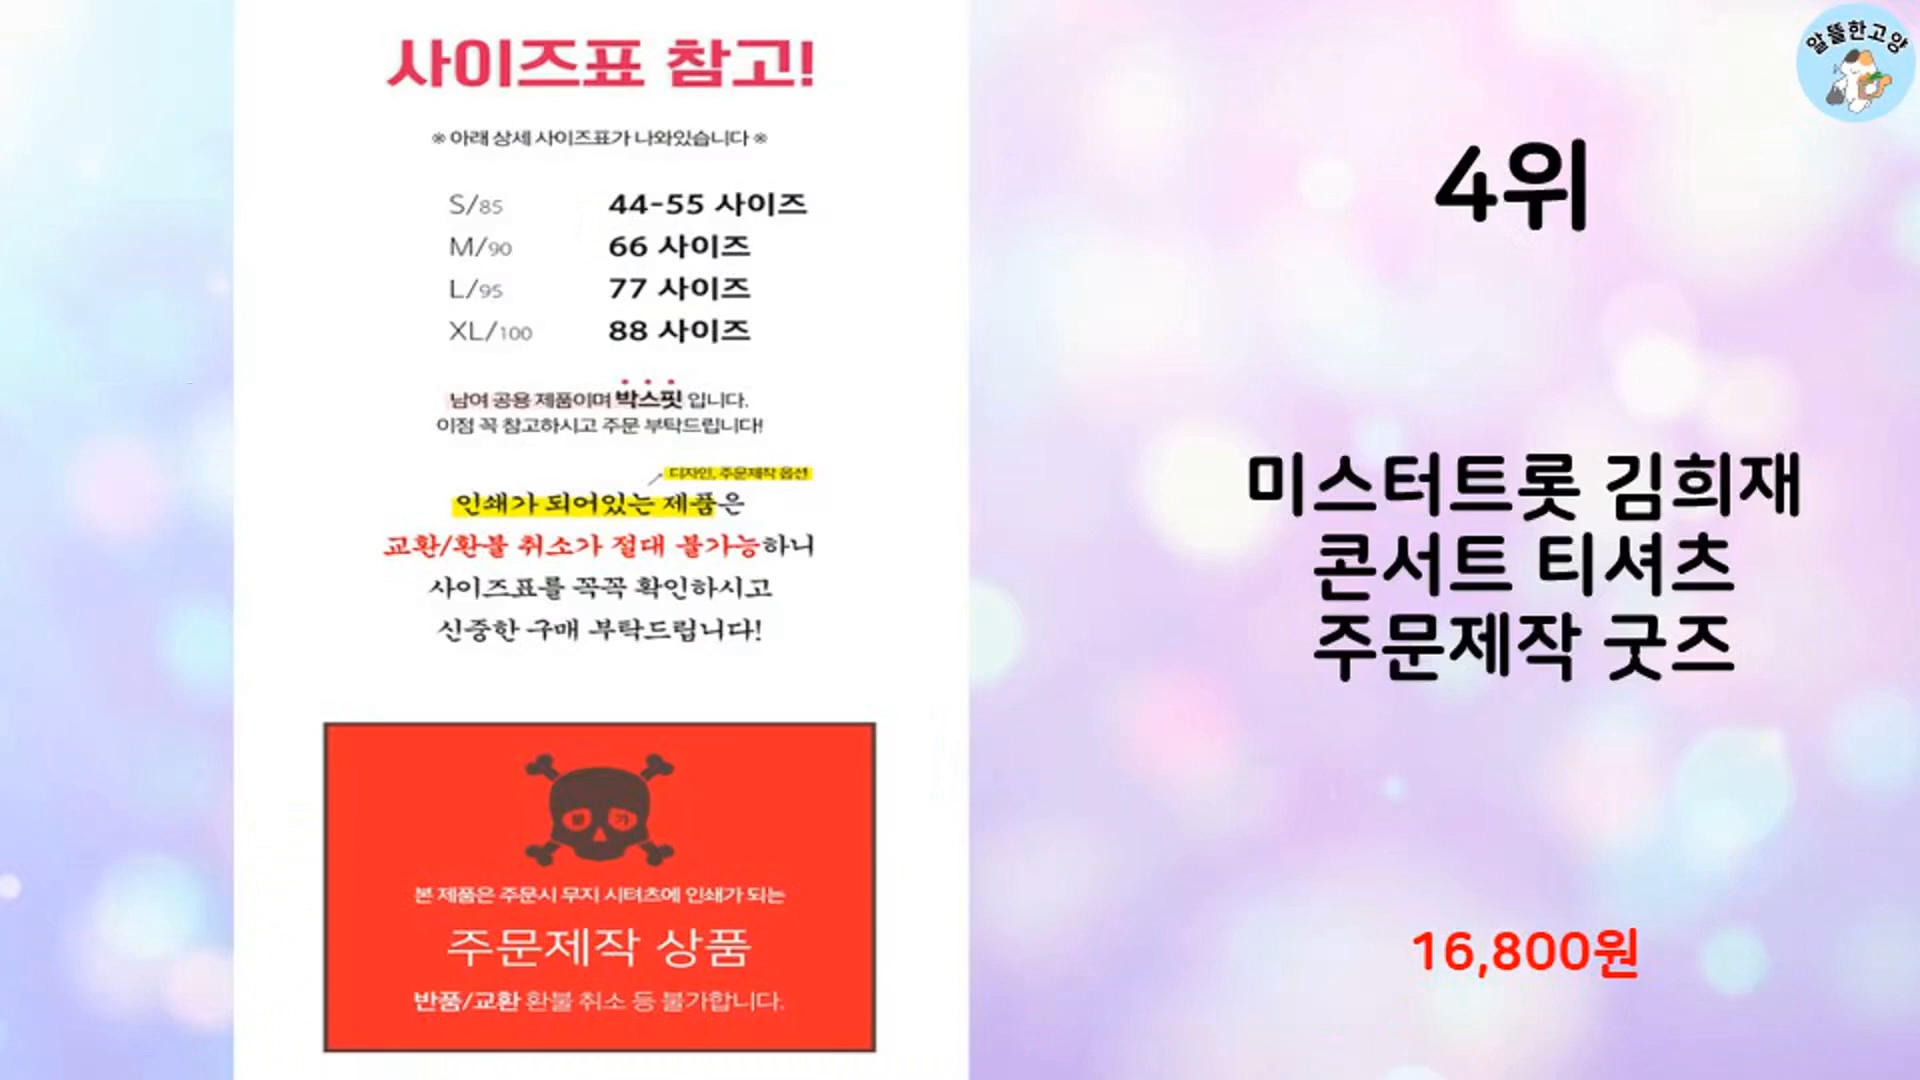 사이즈표 참고!
※ 아래 상세 사이즈표가 나와있습니다 ※
S/85 44-55 사이즈
M/90 66 사이즈
L/95 77 사이즈
XL/100 88 사이즈
남여 공용 제품이며 박스핏 입니다.
이점 꼭 참고하시고 주문 부탁드립니다!
디자인, 주문제작 옵션
인쇄가 되어있는 제품은
교환/환불 취소가 절대 불가능하니
사이즈표를 꼭꼭 확인하시고
신중한 구매 부탁드립니다!
불 가
본 제품은 주문시 무지 시텨츠에 인쇄가 되는
주문제작 상품
반품/교환 환불 취소 등 불가합니다.
알뜰한고양
4위
미스터트롯 김희재
콘서트 티셔츠
주문제작 굿즈
16,800원